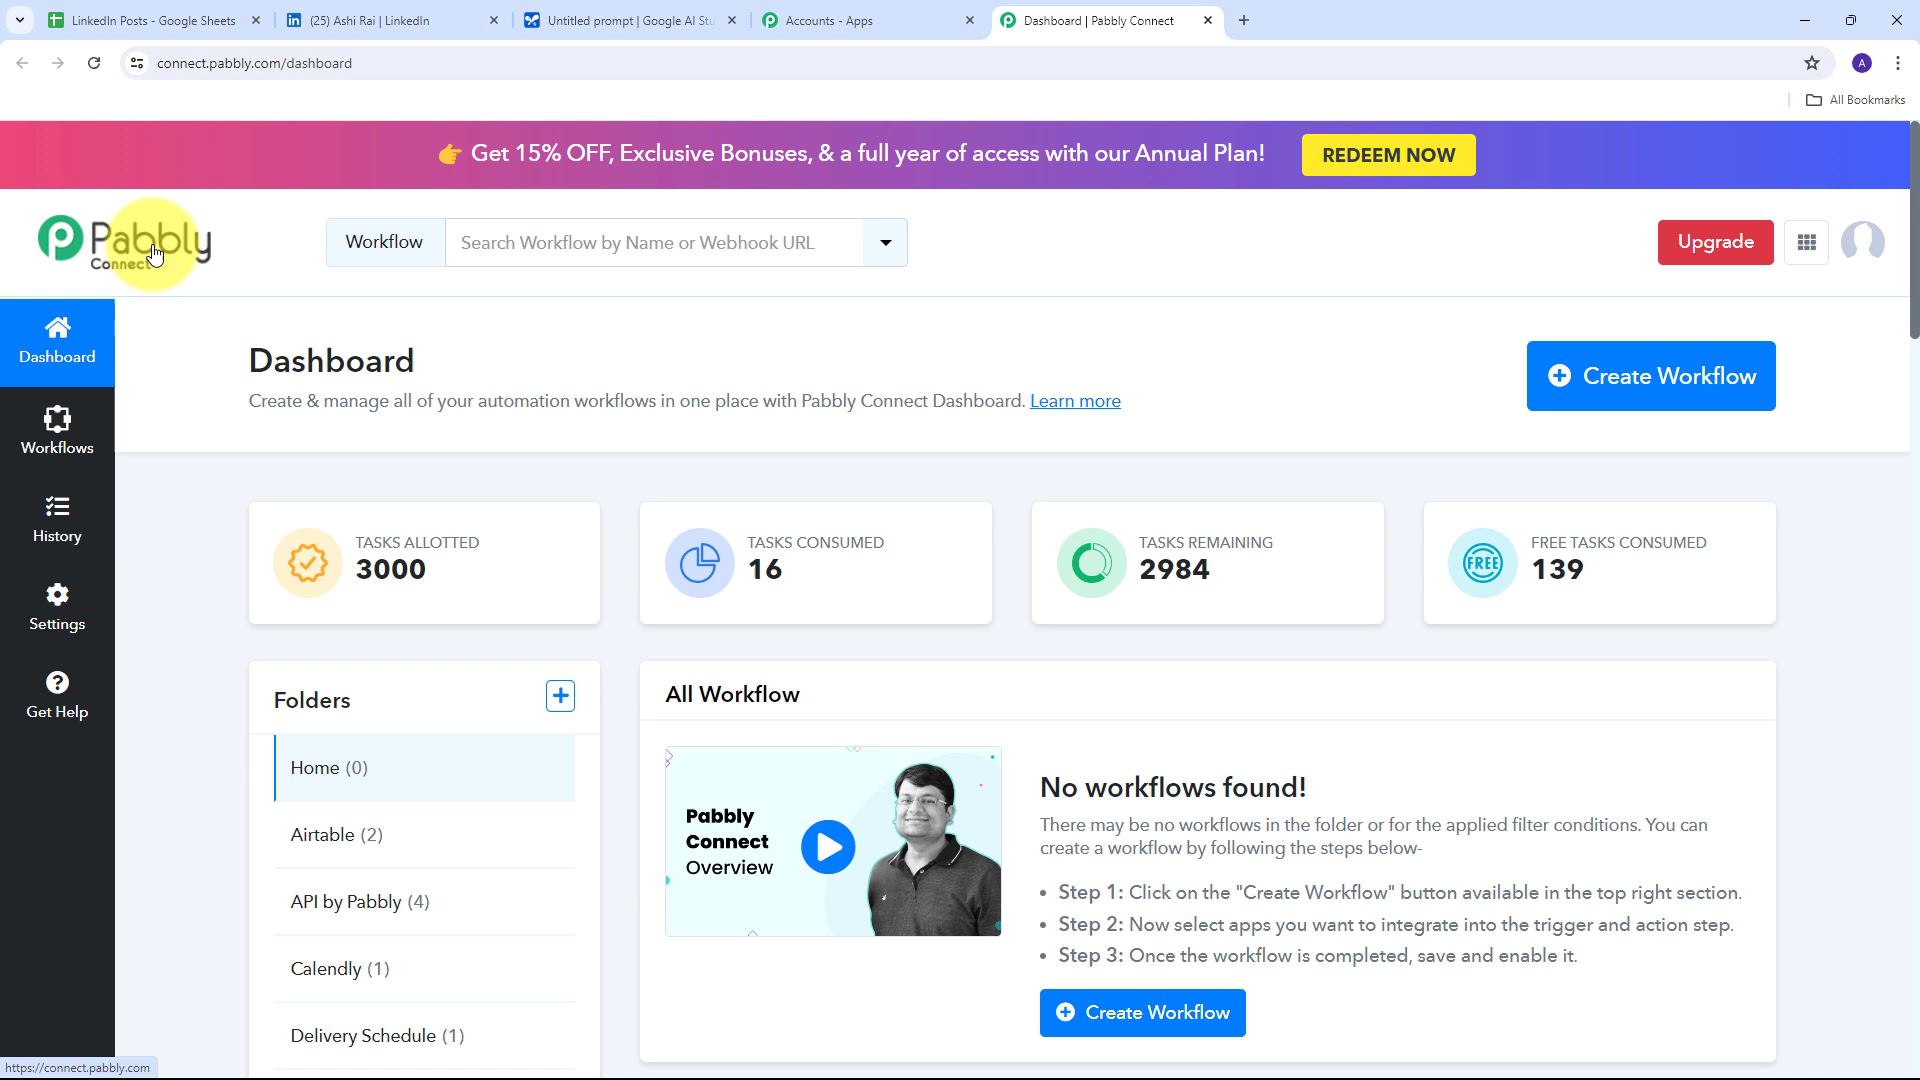 LinkedIn Posts - Google Sheets
(25) Ashi Rai | LinkedIn
Untitled prompt | Google AI Stu
Accounts - Apps
Dashboard | Pabbly Connect
connect.pabbly.com/dashboard
A
All Bookmarks
👉 Get 15% OFF, Exclusive Bonuses, & a full year of access with our Annual Plan!
REDEEM NOW
Pabbly
Connect
Workflow
Search Workflow by Name or Webhook URL
Upgrade
Dashboard
Workflows
History
Settings
Get Help
Dashboard
Create & manage all of your automation workflows in one place with Pabbly Connect Dashboard. Learn more
Create Workflow
TASKS ALLOTTED
3000
TASKS CONSUMED
16
TASKS REMAINING
2984
FREE
FREE TASKS CONSUMED
139
Folders
Home (0)
Airtable (2)
API by Pabbly (4)
Calendly (1)
Delivery Schedule (1)
All Workflow
Pabbly
Connect
Overview
No workflows found!
There may be no workflows in the folder or for the applied filter conditions. You can
create a workflow by following the steps below-
• Step 1: Click on the "Create Workflow" button available in the top right section.
• Step 2: Now select apps you want to integrate into the trigger and action step.
• Step 3: Once the workflow is completed, save and enable it.
Create Workflow
https://connect.pabbly.com